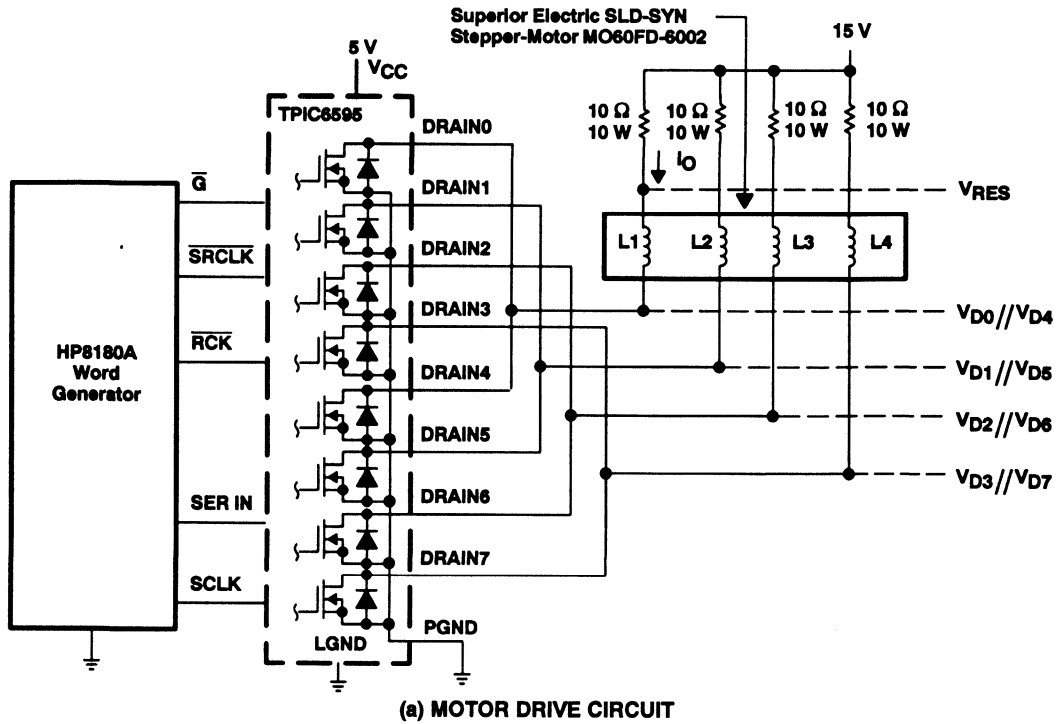 Superior Electric SLD-SYN
Stepper-Motor MO60FD-6002
15 V
5 V
VCC
TPIC6595
10 Ω
10 W
10 Ω
10 W
10 Ω
10 W
10 Ω
10 W
IO
VRES
L1
L2
L3
L4
DRAIN0
DRAIN1
DRAIN2
DRAIN3
DRAIN4
DRAIN5
DRAIN6
DRAIN7
VD0//VD4
VD1//VD5
VD2//VD6
VD3//VD7
G̅
S̅R̅C̅L̅K̅
R̅C̅K̅
HP8180A
Word
Generator
SER IN
SCLK
LGND
PGND
(a) MOTOR DRIVE CIRCUIT